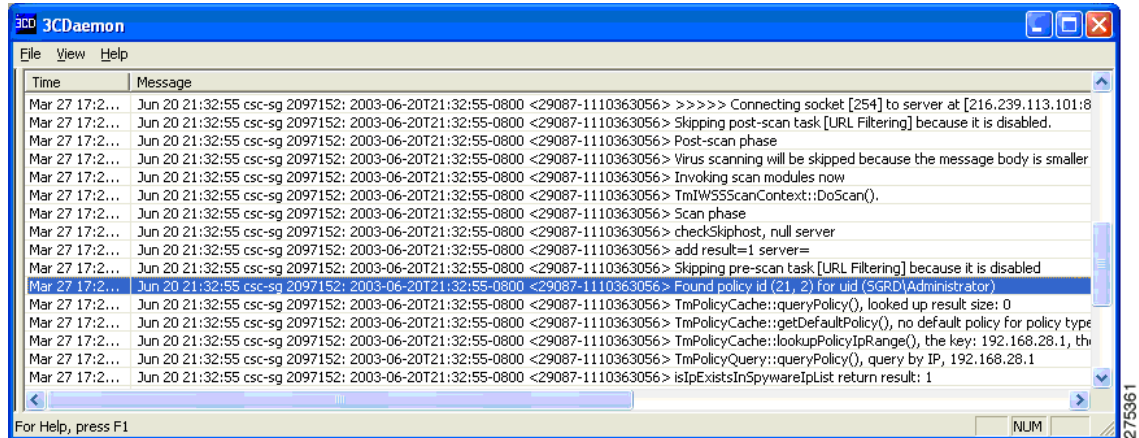 3CD 3CDaemon
File View Help
Time Message
Mar 27 17:2... Jun 20 21:32:55 csc-sg 2097152: 2003-06-20T21:32:55-0800 <29087-1110363056> >>>>> Connecting socket [254] to server at [216.239.113.101:8
Mar 27 17:2... Jun 20 21:32:55 csc-sg 2097152: 2003-06-20T21:32:55-0800 <29087-1110363056> Skipping post-scan task [URL Filtering] because it is disabled.
Mar 27 17:2... Jun 20 21:32:55 csc-sg 2097152: 2003-06-20T21:32:55-0800 <29087-1110363056> Post-scan phase
Mar 27 17:2... Jun 20 21:32:55 csc-sg 2097152: 2003-06-20T21:32:55-0800 <29087-1110363056> Virus scanning will be skipped because the message body is smaller
Mar 27 17:2... Jun 20 21:32:55 csc-sg 2097152: 2003-06-20T21:32:55-0800 <29087-1110363056> Invoking scan modules now
Mar 27 17:2... Jun 20 21:32:55 csc-sg 2097152: 2003-06-20T21:32:55-0800 <29087-1110363056> TmIWSSScanContext::DoScan().
Mar 27 17:2... Jun 20 21:32:55 csc-sg 2097152: 2003-06-20T21:32:55-0800 <29087-1110363056> Scan phase
Mar 27 17:2... Jun 20 21:32:55 csc-sg 2097152: 2003-06-20T21:32:55-0800 <29087-1110363056> checkSkiphost, null server
Mar 27 17:2... Jun 20 21:32:55 csc-sg 2097152: 2003-06-20T21:32:55-0800 <29087-1110363056> add result=1 server=
Mar 27 17:2... Jun 20 21:32:55 csc-sg 2097152: 2003-06-20T21:32:55-0800 <29087-1110363056> Skipping pre-scan task [URL Filtering] because it is disabled
Mar 27 17:2... Jun 20 21:32:55 csc-sg 2097152: 2003-06-20T21:32:55-0800 <29087-1110363056> Found policy id (21, 2) for uid (SGRD\Administrator)
Mar 27 17:2... Jun 20 21:32:55 csc-sg 2097152: 2003-06-20T21:32:55-0800 <29087-1110363056> TmPolicyCache::queryPolicy(), looked up result size: 0
Mar 27 17:2... Jun 20 21:32:55 csc-sg 2097152: 2003-06-20T21:32:55-0800 <29087-1110363056> TmPolicyCache::getDefaultPolicy(), no default policy for policy type
Mar 27 17:2... Jun 20 21:32:55 csc-sg 2097152: 2003-06-20T21:32:55-0800 <29087-1110363056> TmPolicyCache::lookupPolicyIpRange(), the key: 192.168.28.1, the
Mar 27 17:2... Jun 20 21:32:55 csc-sg 2097152: 2003-06-20T21:32:55-0800 <29087-1110363056> TmPolicyQuery::queryPolicy(), query by IP, 192.168.28.1
Mar 27 17:2... Jun 20 21:32:55 csc-sg 2097152: 2003-06-20T21:32:55-0800 <29087-1110363056> isIpExistsInSpywareIpList return result: 1
For Help, press F1 NUM
275361